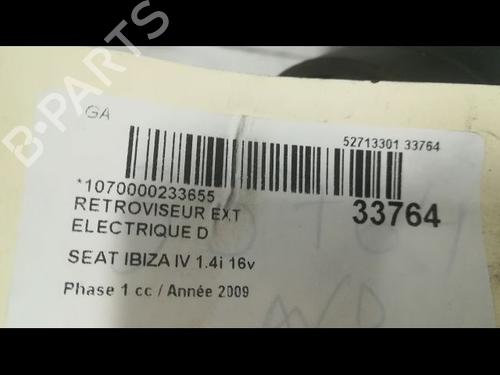 GA
52713301 33764
*1070000233655
33764
RETROVISEUR EXT
ELECTRIQUE D
SEAT IBIZA IV 1.4i 16v
Phase 1 cc / Année 2009
B-PARTS